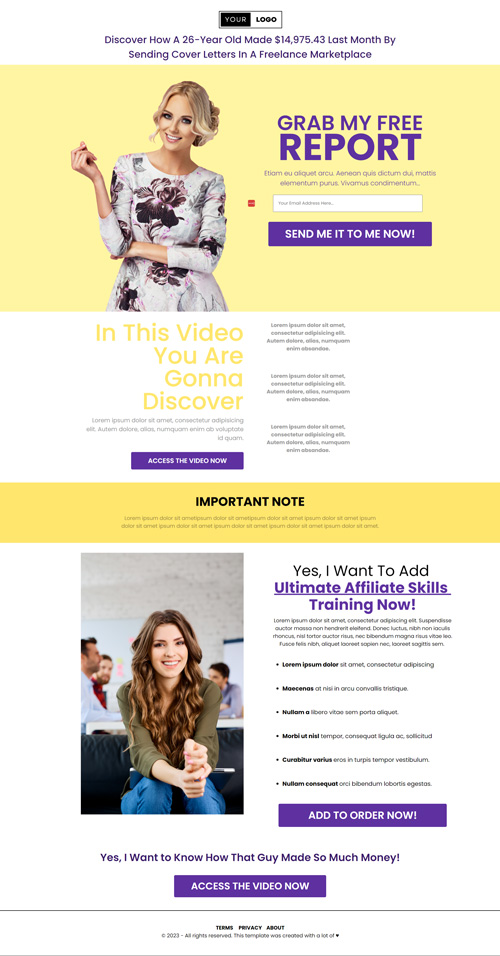 YOUR LOGO
Discover How A 26-Year Old Made $14,975.43 Last Month By
Sending Cover Letters In A Freelance Marketplace
GRAB MY FREE
REPORT
Etiam eu aliquet arcu. Aenean quis dictum dui, mattis
elementum purus. Vivamus condimentum...
Your Email Address Here...
SEND ME IT TO ME NOW!
In This Video
You Are
Gonna
Discover
Lorem ipsum dolor sit amet, consectetur adipisicing
elit. Autem dolore, alias, numquam enim ab voluptate
id quam.
ACCESS THE VIDEO NOW
Lorem ipsum dolor sit amet,
consectetur adipisicing elit.
Autem dolore, alias, numquam
enim absandae.
Lorem ipsum dolor sit amet,
consectetur adipisicing elit.
Autem dolore, alias, numquam
enim absandae.
Lorem ipsum dolor sit amet,
consectetur adipisicing elit.
Autem dolore, alias, numquam
enim absandae.
IMPORTANT NOTE
Lorem ipsum dolor sit ametipsum dolor sit ametipsum dolor sit amet ipsum dolor sit amet ipsum
dolor sit amet ipsum dolor sit amet ipsum dolor sit amet ipsum dolor sit amet ipsum dolor sit amet.
Yes, I Want To Add
Ultimate Affiliate Skills
Training Now!
Lorem ipsum dolor sit amet, consectetur adipiscing elit. Suspendisse
auctor massa non hendrerit eleifend. Donec luctus, nibh non iaculis
rhoncus, nisl tortor auctor risus, nec bibendum magna risus vitae leo.
Fusce felis nibh, aliquet laoreet sapien nec, laoreet sagittis sem.
• Lorem ipsum dolor sit amet, consectetur adipiscing
• Maecenas at nisi in arcu convallis tristique.
• Nullam a libero vitae sem porta aliquet.
• Morbi ut nisl tempor, consequat ligula ac, sollicitud
• Curabitur varius eros in turpis tempor vestibulum.
• Nullam consequat orci bibendum lobortis egestas.
ADD TO ORDER NOW!
Yes, I Want to Know How That Guy Made So Much Money!
ACCESS THE VIDEO NOW
TERMS PRIVACY ABOUT
© 2023 - All rights reserved. This template was created with a lot of ♥